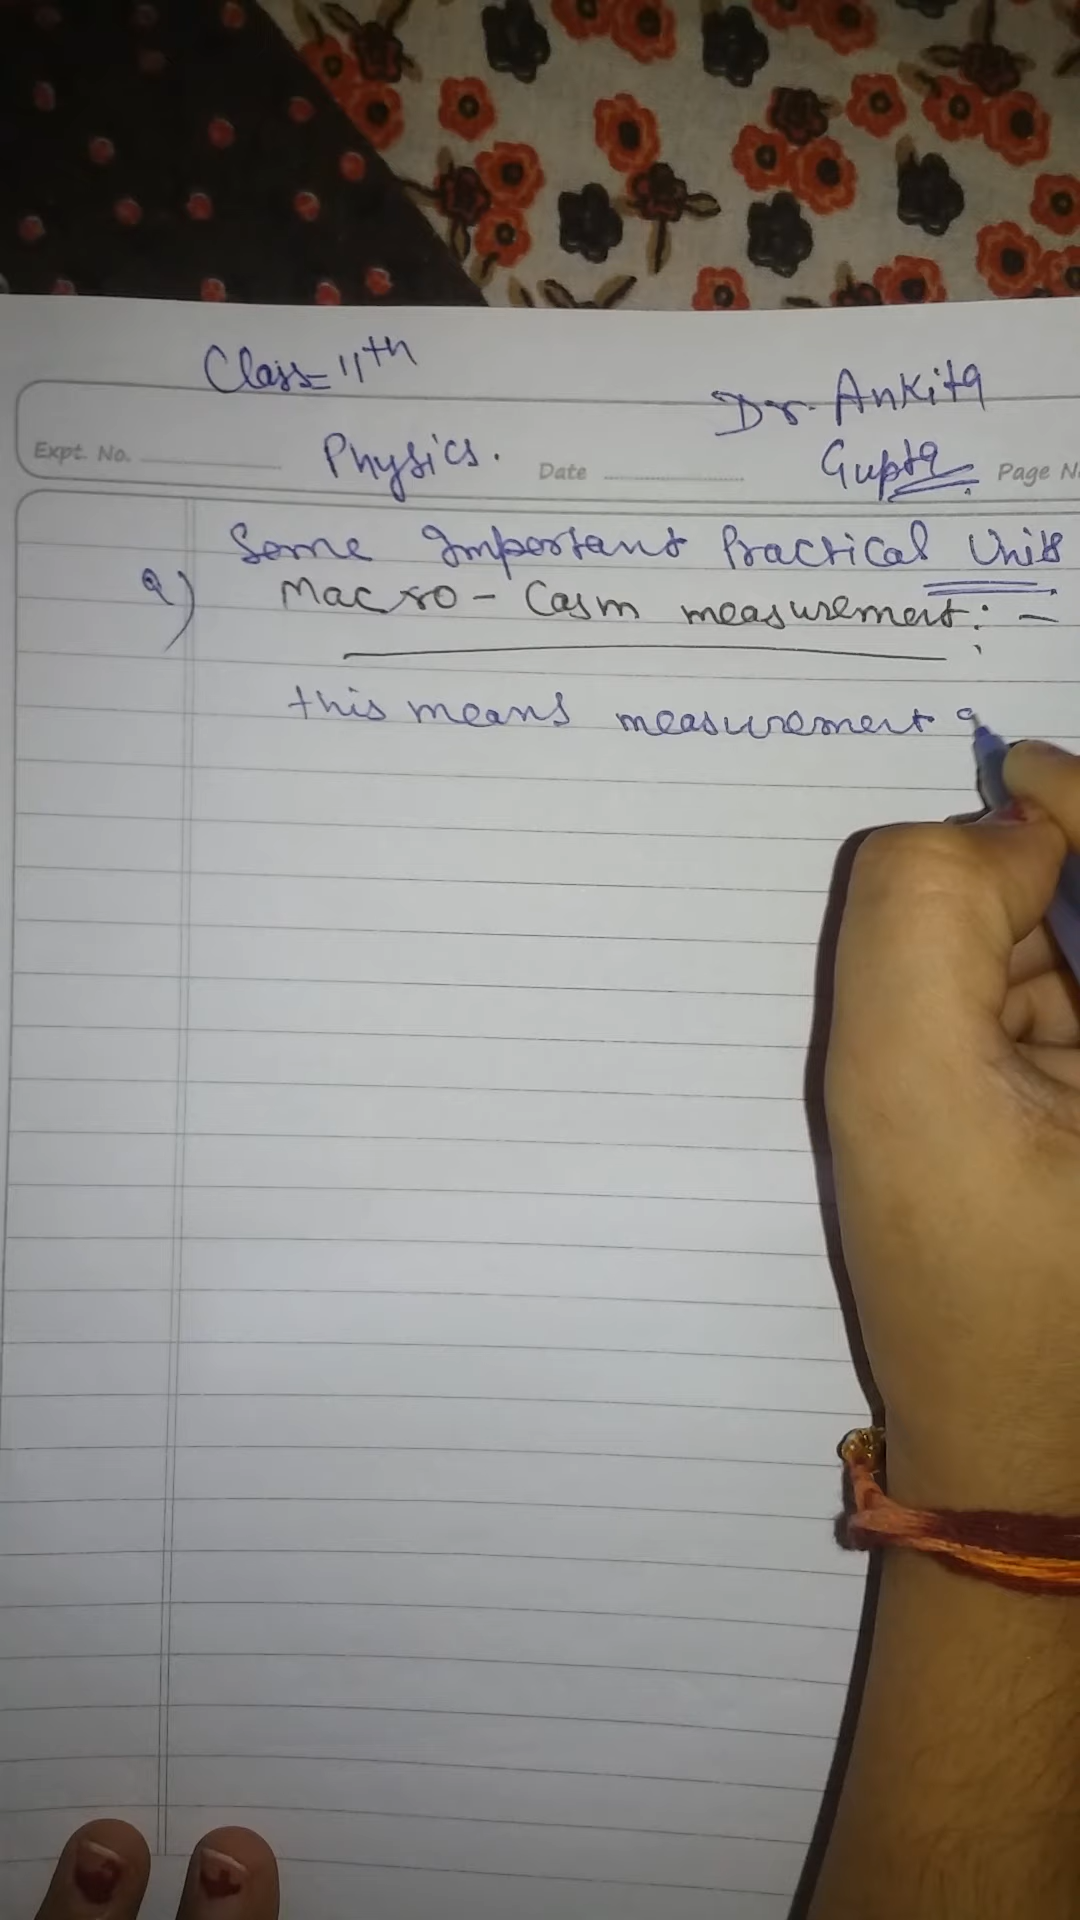 Class= 11th
Dr. Ankita
Expt. No.
Physics.
Date
Gupta
Page N
Some Important Practical Units
a) Macro - Casm measurement: -
this means measurement